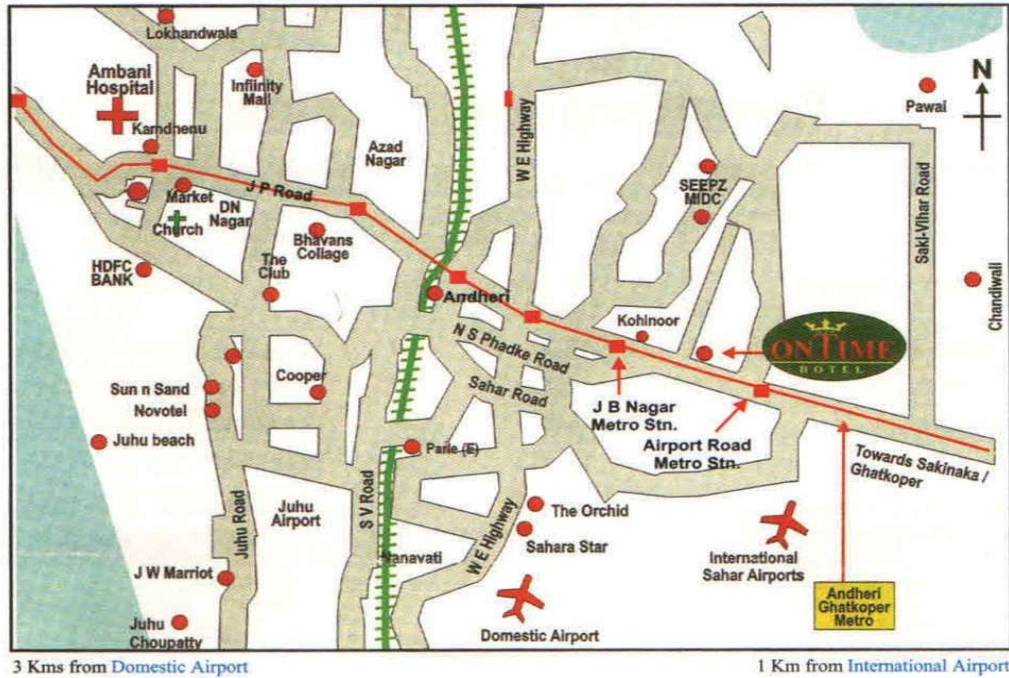 Lokhandwala
Ambani
Hospital
Infiinity
Mall
Kamdhenu
Azad
Nagar
W E Highway
N
Pawai
SEEPZ
MIDC
Saki-Vihar Road
J P Road
Market
DN
Nagar
Church
Bhavans
Collage
HDFC
BANK
The
Club
Andheri
Chandiwali
Kohinoor
ONTIME
HOTEL
N S Phadke Road
Sahar Road
Cooper
Sun n Sand
Novotel
Juhu beach
J B Nagar
Metro Stn.
Airport Road
Metro Stn.
Parle (E)
Towards Sakinaka /
Ghatkoper
Juhu
Airport
S V Road
Juhu Road
W E Highway
The Orchid
Sahara Star
Nanavati
International
Sahar Airports
J W Marriot
Andheri
Ghatkoper
Metro
Juhu
Choupatty
Domestic Airport
3 Kms from Domestic Airport
1 Km from International Airport